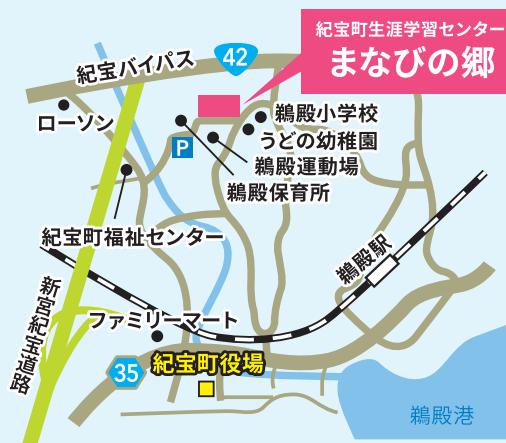 紀宝町生涯学習センター
まなびの郷
42
紀宝バイパス
ローソン
鵜殿小学校
うどの幼稚園
P
鵜殿運動場
鵜殿保育所
紀宝町福祉センター
鵜殿駅
新宮紀宝道路
ファミリーマート
紀宝町役場
35
鵜殿港